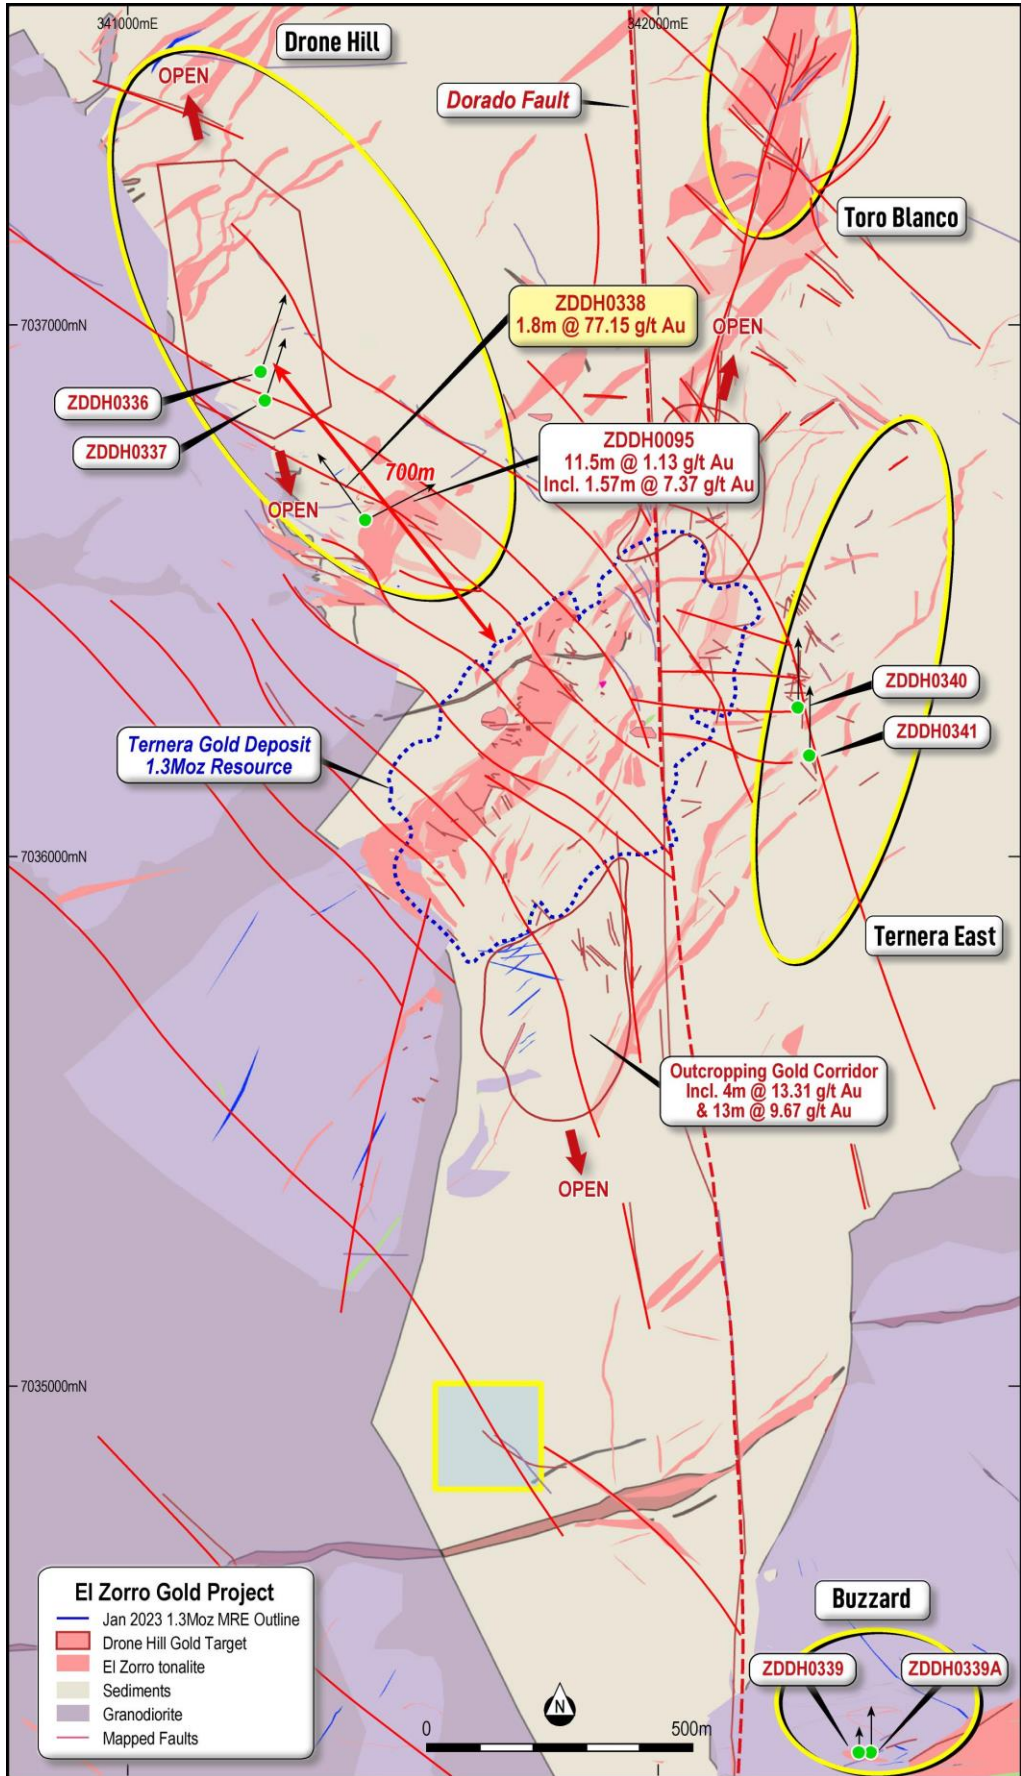 341000mE
342000mE
Drone Hill
OPEN
Dorado Fault
Toro Blanco
7037000mN
ZDDH0338
1.8m @ 77.15 g/t Au
OPEN
ZDDH0336
ZDDH0337
ZDDH0095
11.5m @ 1.13 g/t Au
Incl. 1.57m @ 7.37 g/t Au
700m
OPEN
ZDDH0340
ZDDH0341
Ternera Gold Deposit
1.3Moz Resource
7036000mN
Ternera East
Outcropping Gold Corridor
Incl. 4m @ 13.31 g/t Au
& 13m @ 9.67 g/t Au
OPEN
7035000mN
El Zorro Gold Project
Jan 2023 1.3Moz MRE Outline
Drone Hill Gold Target
El Zorro tonalite
Sediments
Granodiorite
Mapped Faults
N
0
500m
Buzzard
ZDDH0339
ZDDH0339A